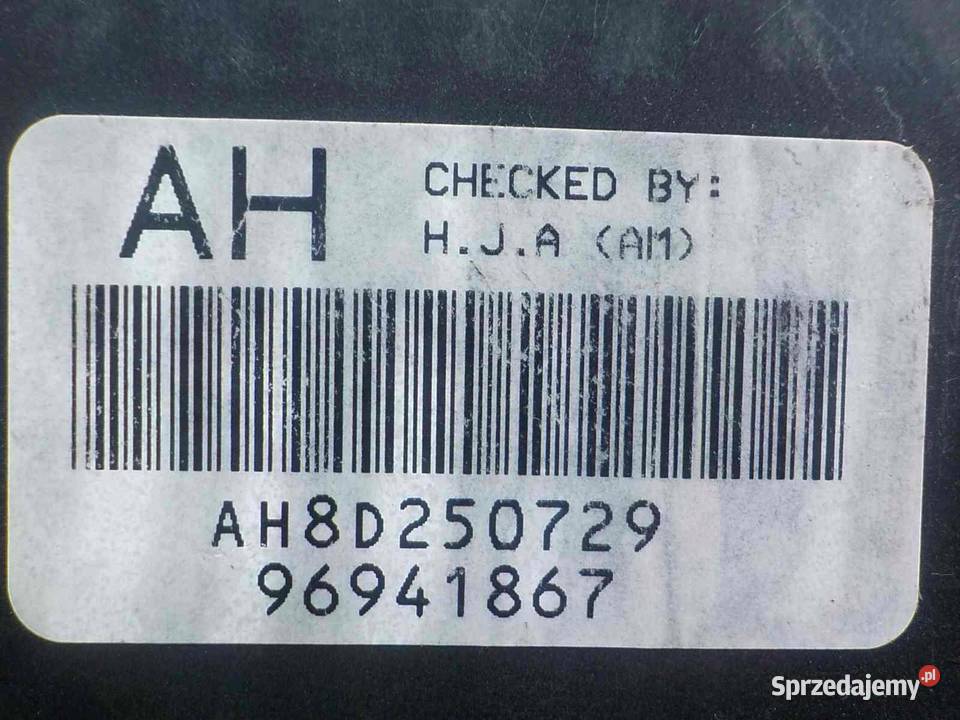 AH
CHECKED BY:
H.J.A (AM)
AH8D250729
96941867
Sprzedajemy.pl